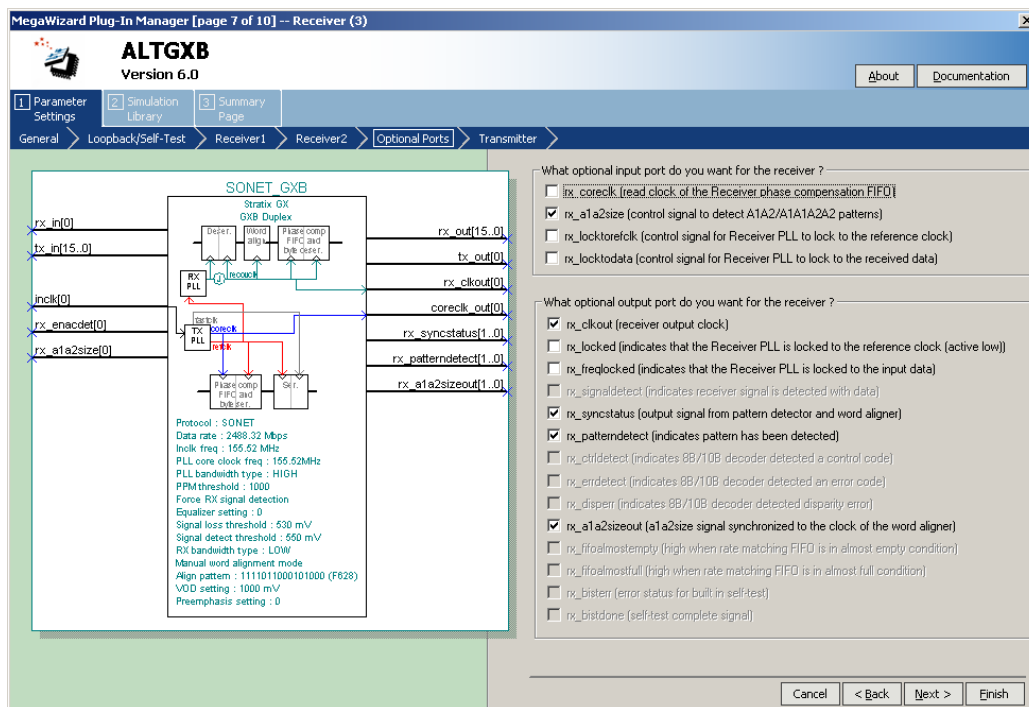 MegaWizard Plug-In Manager [page 7 of 10] -- Receiver (3)
ALTGXB
Version 6.0
About
Documentation
1 Parameter Settings
2 Simulation Library
3 Summary Page
General
Loopback/Self-Test
Receiver1
Receiver2
Optional Ports
Transmitter
SONET_GXB
Stratix GX
GXB Duplex
rx_in[0]
tx_in[15..0]
inclk[0]
rx_enacdet[0]
rx_a1a2size[0]
Deser.
Word align
Phase comp FIFO and byte deser.
RX PLL
recovclk
fastclk
TX PLL
coreclk
refclk
Phase comp FIFO and byte ser.
Ser.
rx_out[15..0]
tx_out[0]
rx_clkout[0]
coreclk_out[0]
rx_syncstatus[1..0]
rx_patterndetect[1..0]
rx_a1a2sizeout[1..0]
Protocol : SONET
Data rate : 2488.32 Mbps
Inclk freq : 155.52 MHz
PLL core clock freq : 155.52MHz
PLL bandwidth type : HIGH
PPM threshold : 1000
Force RX signal detection
Equalizer setting : 0
Signal loss threshold : 530 mV
Signal detect threshold : 550 mV
RX bandwidth type : LOW
Manual word alignment mode
Align pattern : 1111011000101000 (F628)
VOD setting : 1000 mV
Preemphasis setting : 0
What optional input port do you want for the receiver ?
rx_coreclk (read clock of the Receiver phase compensation FIFO)
rx_a1a2size (control signal to detect A1A2/A1A1A2A2 patterns)
rx_locktorefclk (control signal for Receiver PLL to lock to the reference clock)
rx_locktodata (control signal for Receiver PLL to lock to the received data)
What optional output port do you want for the receiver ?
rx_clkout (receiver output clock)
rx_locked (indicates that the Receiver PLL is locked to the reference clock (active low))
rx_freqlocked (indicates that the Receiver PLL is locked to the input data)
rx_signaldetect (indicates receiver signal is detected with data)
rx_syncstatus (output signal from pattern detector and word aligner)
rx_patterndetect (indicates pattern has been detected)
rx_ctrldetect (indicates 8B/10B decoder detected a control code)
rx_errdetect (indicates 8B/10B decoder detected an error code)
rx_disperr (indicates 8B/10B decoder detected disparity error)
rx_a1a2sizeout (a1a2size signal synchronized to the clock of the word aligner)
rx_fifoalmostempty (high when rate matching FIFO is in almost empty condition)
rx_fifoalmostfull (high when rate matching FIFO is in almost full condition)
rx_bisterr (error status for built in self-test)
rx_bistdone (self-test complete signal)
Cancel
< Back
Next >
Finish